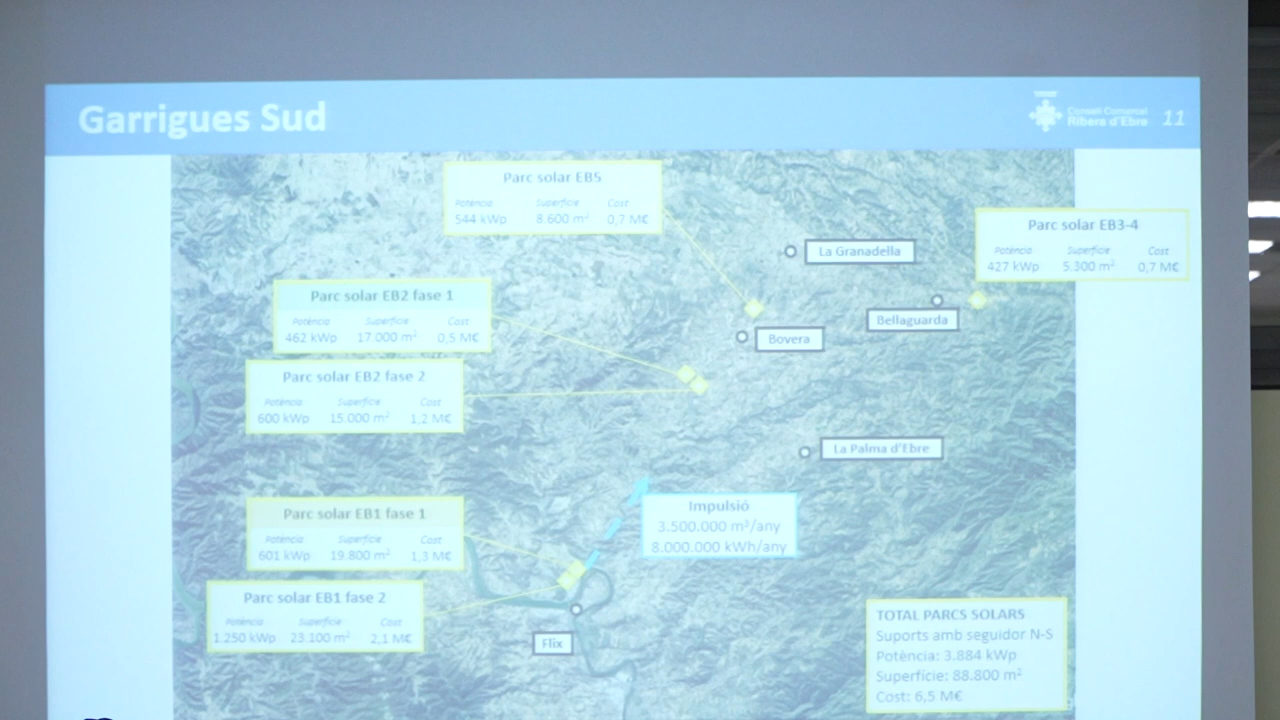 Garrigues Sud
Consell Comarcal
Ribera d'Ebre
11
Parc solar EB5
Potència Superfície Cost
544 kWp 8.600 m² 0,7 M€
La Granadella
Parc solar EB3-4
Potència Superfície Cost
427 kWp 5.300 m² 0,7 M€
Bellaguarda
Parc solar EB2 fase 1
Potència Superfície Cost
462 kWp 17.000 m² 0,5 M€
Bovera
Parc solar EB2 fase 2
Potència Superfície Cost
600 kWp 15.000 m² 1,2 M€
La Palma d'Ebre
Parc solar EB1 fase 1
Potència Superfície Cost
601 kWp 19.800 m² 1,3 M€
Impulsió
3.500.000 m³/any
8.000.000 kWh/any
Parc solar EB1 fase 2
Potència Superfície Cost
1.250 kWp 23.100 m² 2,1 M€
Flix
TOTAL PARCS SOLARS
Suports amb seguidor N-S
Potència: 3.884 kWp
Superfície: 88.800 m²
Cost: 6,5 M€